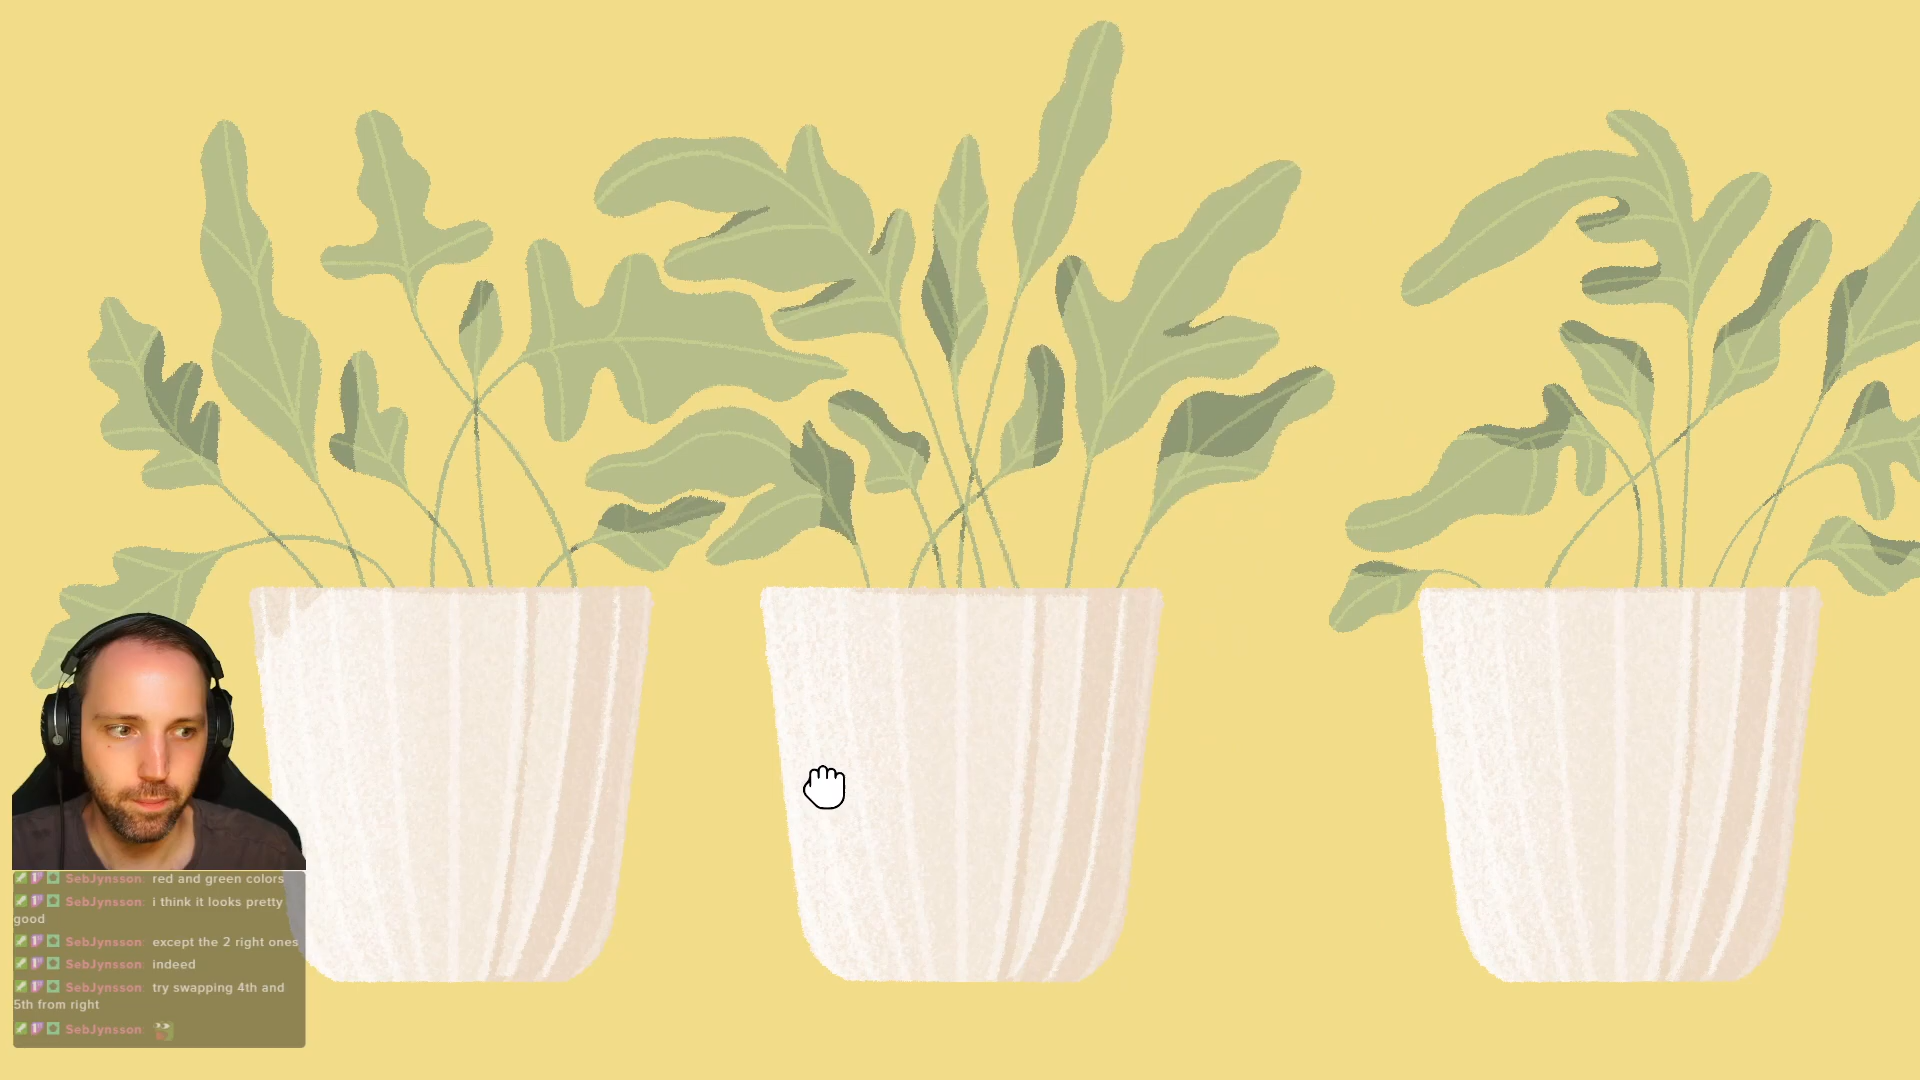 SebJynsson: red and green colors
SebJynsson: i think it looks pretty
good
SebJynsson: except the 2 right ones
SebJynsson: indeed
SebJynsson: try swapping 4th and
5th from right
SebJynsson: